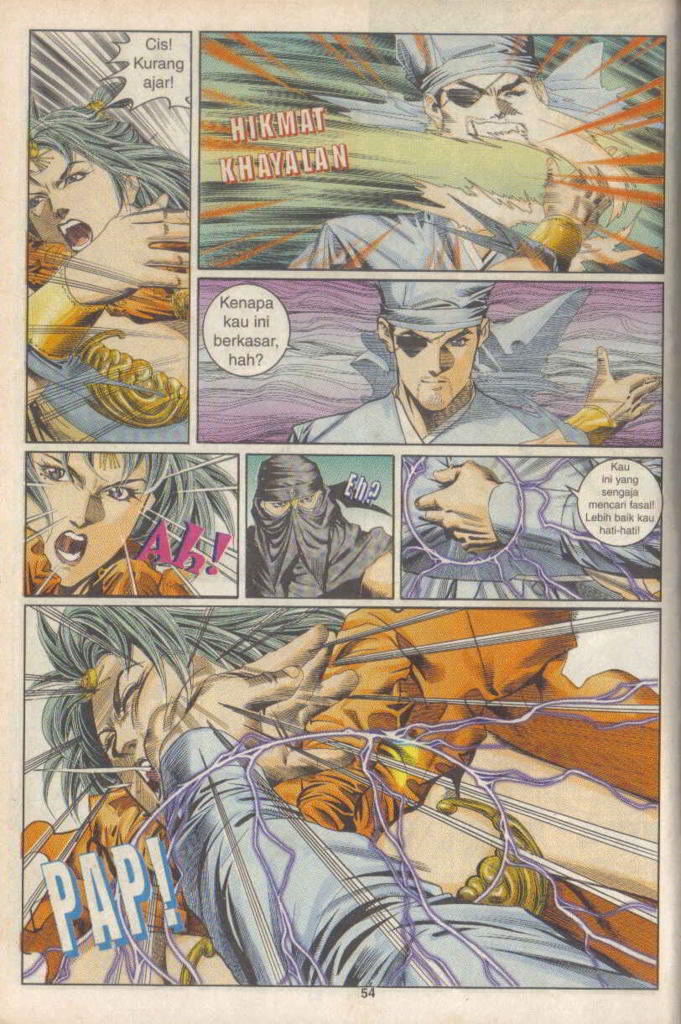 Cis!
Kurang
ajar!
HIKMAT
KHAYALAN
Kenapa
kau ini
berkasar,
hah?
Ah!
Eh?
Kau
ini yang
sengaja
mencari fasal!
Lebih baik kau
hati-hati!
PAP!
54